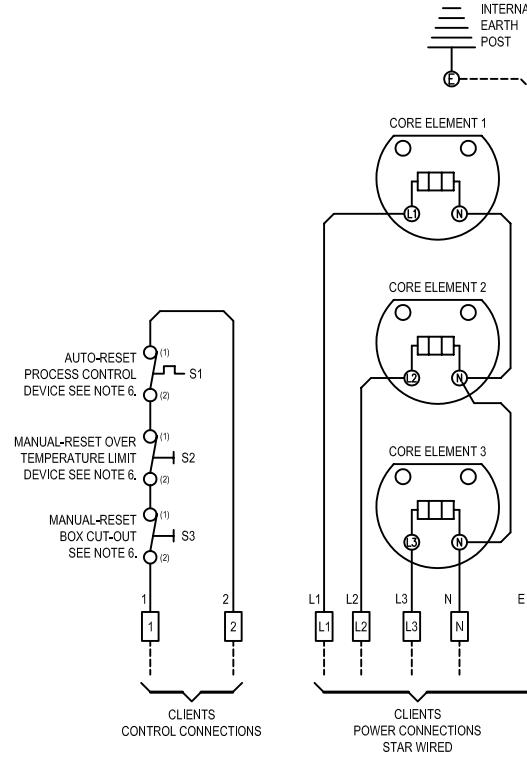 INTERNA
EARTH
POST
E
CORE ELEMENT 1
L1 N
CORE ELEMENT 2
L2 N
CORE ELEMENT 3
L3 N
AUTO-RESET
PROCESS CONTROL
DEVICE SEE NOTE 6.
(1)
S1
(2)
MANUAL-RESET OVER
TEMPERATURE LIMIT
DEVICE SEE NOTE 6.
(1)
S2
(2)
MANUAL-RESET
BOX CUT-OUT
SEE NOTE 6.
(1)
S3
(2)
1 2 L1 L2 L3 N E
1 2 L1 L2 L3 N
CLIENTS
CONTROL CONNECTIONS
CLIENTS
POWER CONNECTIONS
STAR WIRED